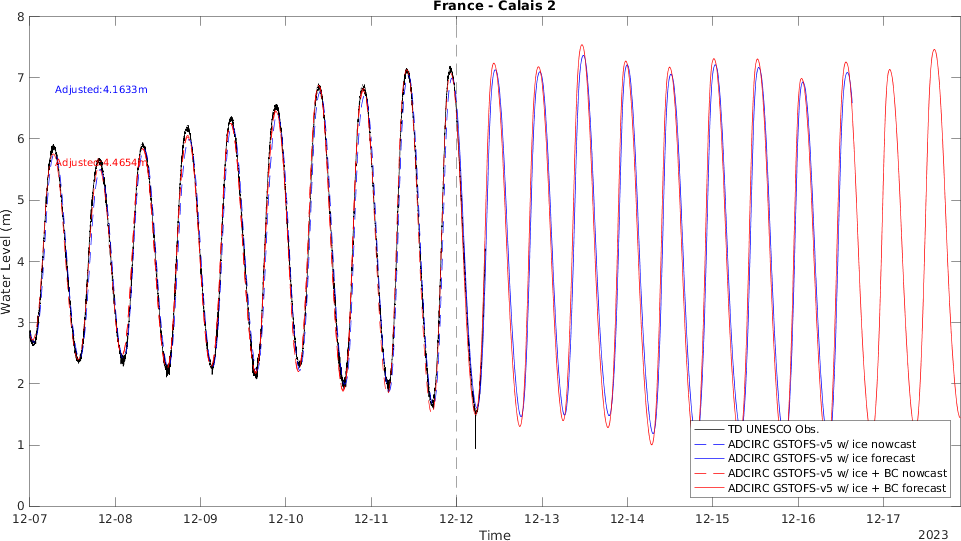 France - Calais 2
8
7
6
5
4
3
2
1
0
Water Level (m)
Adjusted:4.1633m
Adjusted:4.4654m
TD UNESCO Obs.
ADCIRC GSTOFS-v5 w/ ice nowcast
ADCIRC GSTOFS-v5 w/ ice forecast
ADCIRC GSTOFS-v5 w/ ice + BC nowcast
ADCIRC GSTOFS-v5 w/ ice + BC forecast
12-07 12-08 12-09 12-10 12-11 12-12 12-13 12-14 12-15 12-16 12-17
Time
2023